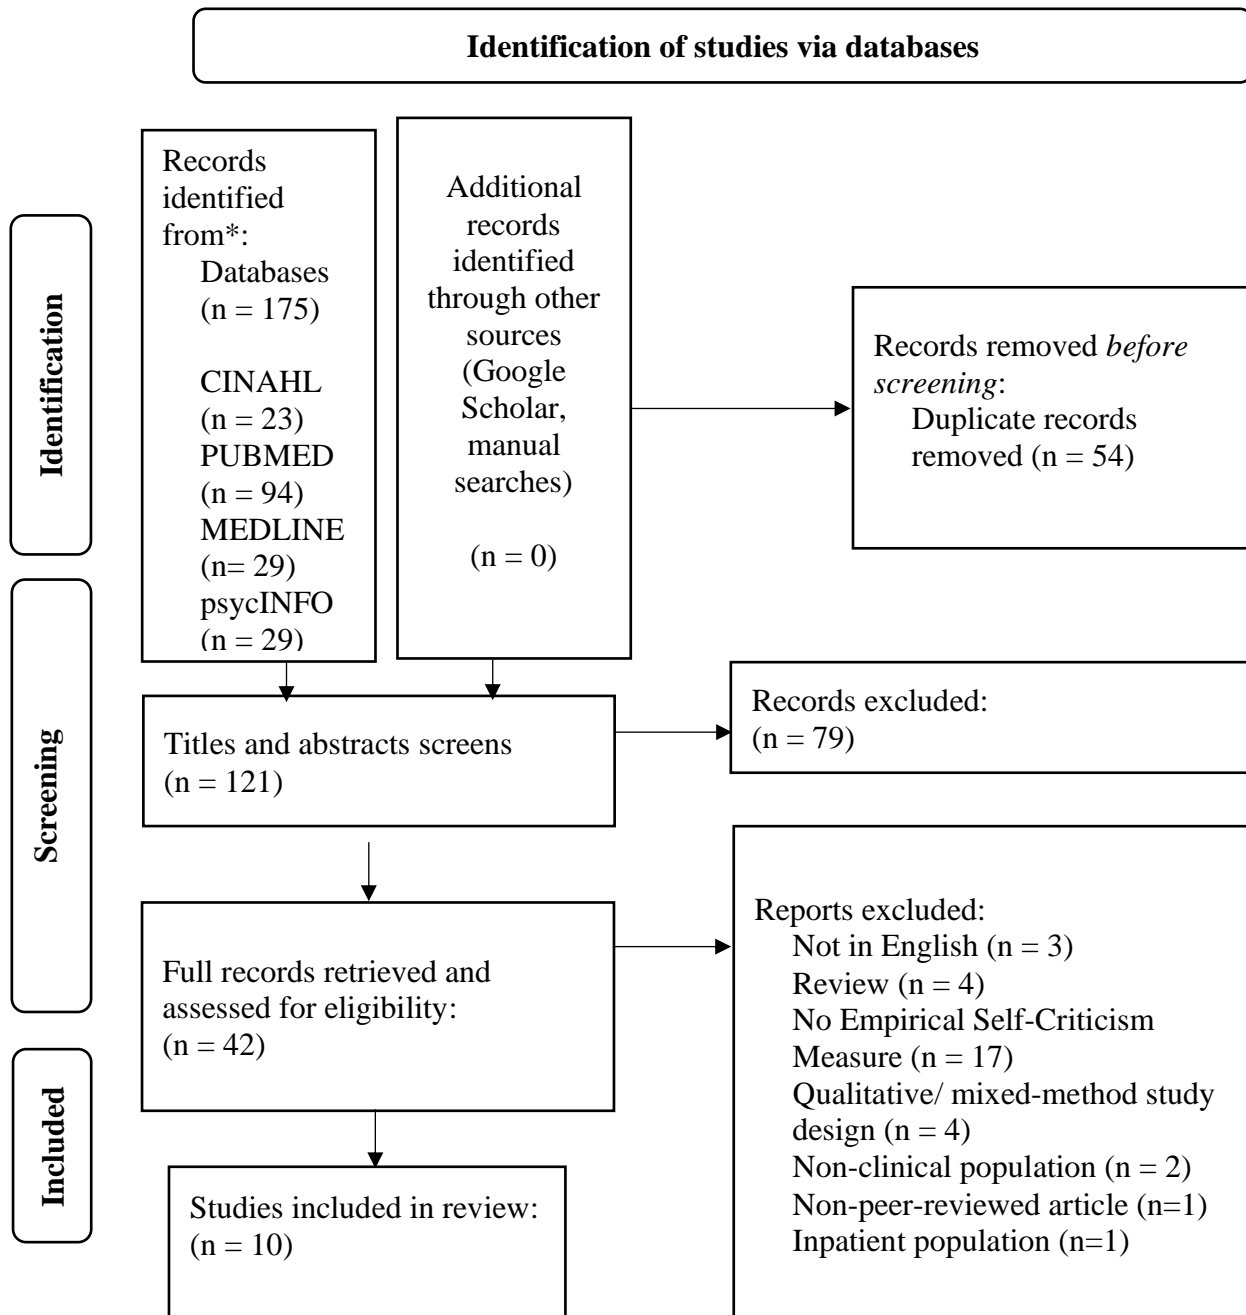 Identification of studies via databases
Identification
Records
identified
from*:
Databases
(n = 175)
CINAHL
(n = 23)
PUBMED
(n = 94)
MEDLINE
(n= 29)
psycINFO
(n = 29)
Additional
records
identified
through other
sources
(Google
Scholar,
manual
searches)
(n = 0)
Records removed before
screening:
Duplicate records
removed (n = 54)
Screening
Titles and abstracts screens
(n = 121)
Records excluded:
(n = 79)
Full records retrieved and
assessed for eligibility:
(n = 42)
Reports excluded:
Not in English (n = 3)
Review (n = 4)
No Empirical Self-Criticism
Measure (n = 17)
Qualitative/ mixed-method study
design (n = 4)
Non-clinical population (n = 2)
Non-peer-reviewed article (n=1)
Inpatient population (n=1)
Included
Studies included in review:
(n = 10)